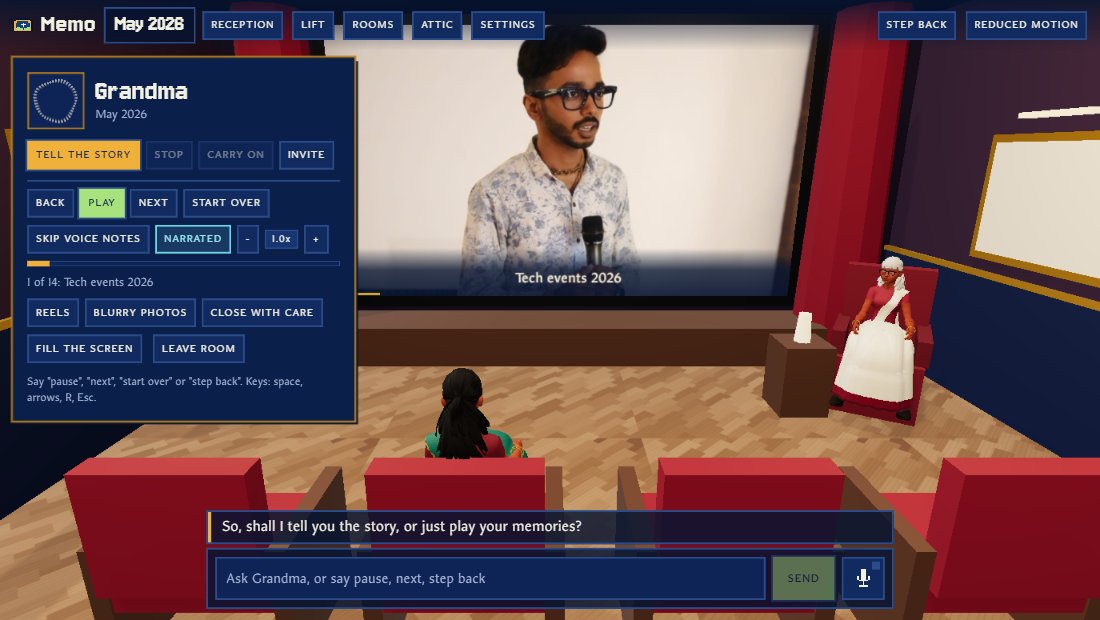 Memo May 2026 RECEPTION LIFT ROOMS ATTIC SETTINGS STEP BACK REDUCED MOTION
Grandma
May 2026
TELL THE STORY STOP CARRY ON INVITE
BACK PLAY NEXT START OVER
SKIP VOICE NOTES NARRATED - 1.0x +
1 of 14: Tech events 2026
REELS BLURRY PHOTOS CLOSE WITH CARE
FILL THE SCREEN LEAVE ROOM
Say "pause", "next", "start over" or "step back". Keys: space,
arrows, R, Esc.
Tech events 2026
So, shall I tell you the story, or just play your memories?
Ask Grandma, or say pause, next, step back SEND